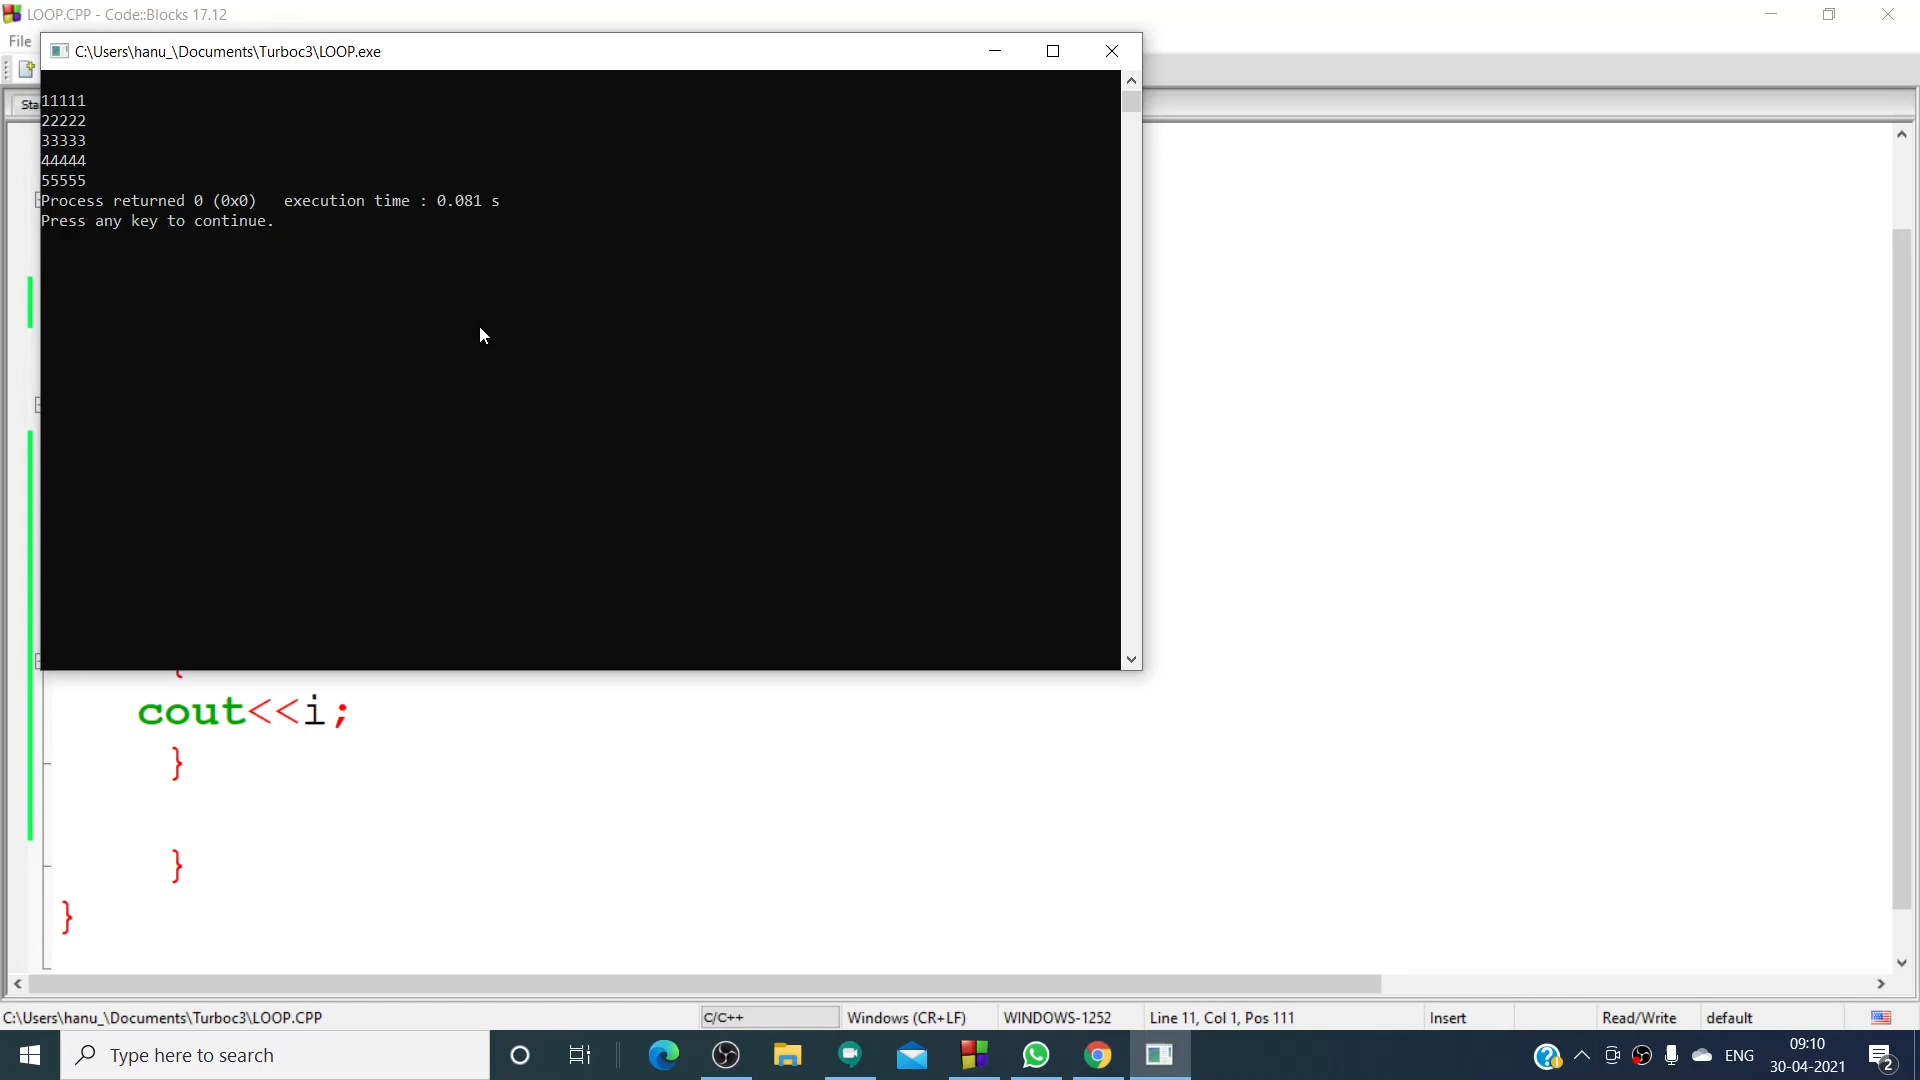 LOOP.CPP - Code::Blocks 17.12
File
C:\Users\hanu_\Documents\Turboc3\LOOP.exe
Sta
11111
22222
33333
44444
55555
Process returned 0 (0x0)   execution time : 0.081 s
Press any key to continue.
{
cout<<i;
}
}
}
C:\Users\hanu_\Documents\Turboc3\LOOP.CPP
C/C++
Windows (CR+LF)
WINDOWS-1252
Line 11, Col 1, Pos 111
Insert
Read/Write
default
Type here to search
ENG
09:10
30-04-2021
2